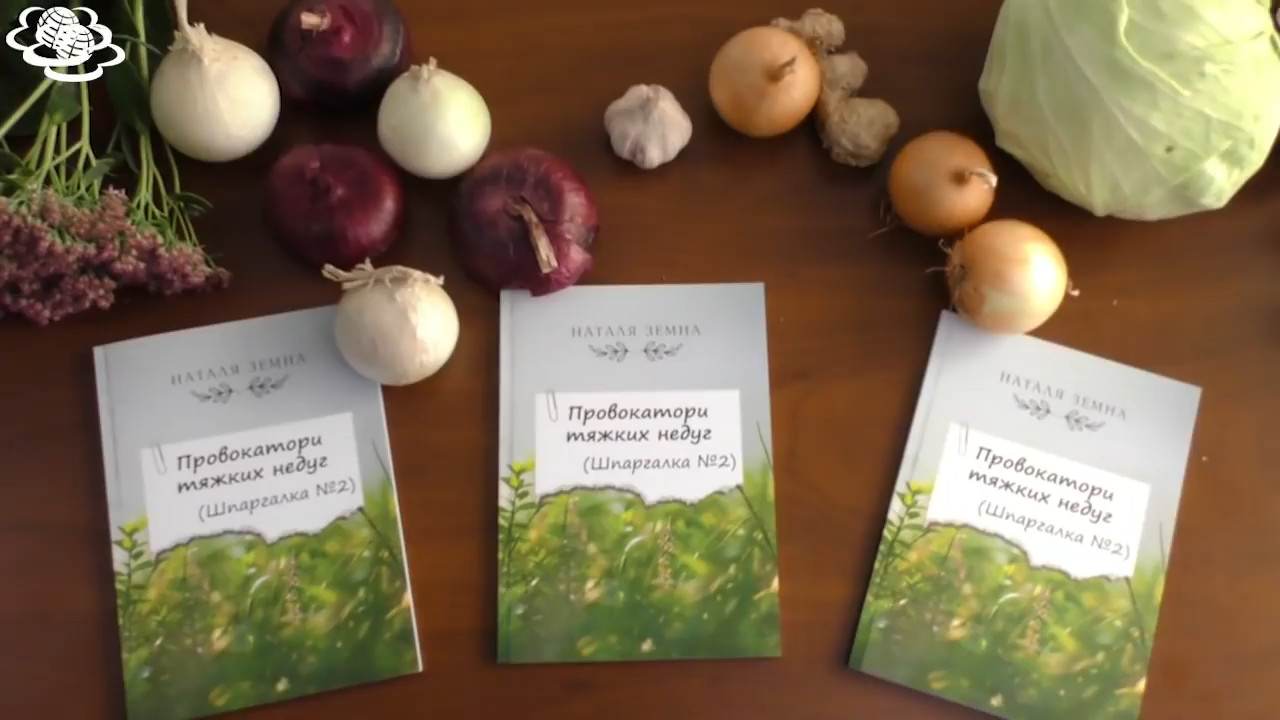 НАТАЛЯ ЗЕМНА
Провокатори
тяжких недуг
(Шпаргалка №2)
НАТАЛЯ ЗЕМНА
Провокатори
тяжких недуг
(Шпаргалка №2)
НАТАЛЯ ЗЕМНА
Провокатори
тяжких недуг
(Шпаргалка №2)